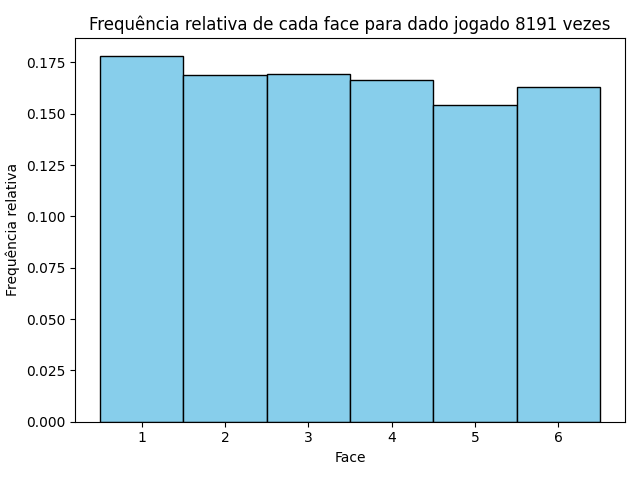 Frequência relativa de cada face para dado jogado 8191 vezes
0.175
0.150
0.125
0.100
0.075
0.050
0.025
0.000
Frequência relativa
1 2 3 4 5 6
Face